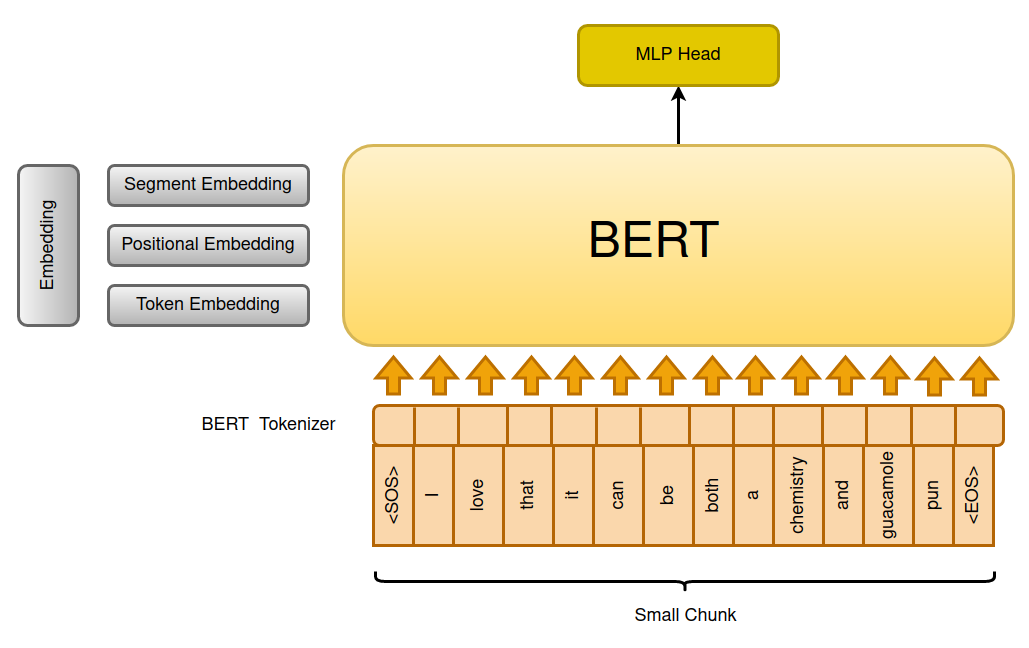 MLP Head
Embedding
Segment Embedding
Positional Embedding
Token Embedding
BERT
BERT Tokenizer
<SOS>
I
love
that
it
can
be
both
a
chemistry
and
guacamole
pun
<EOS>
Small Chunk